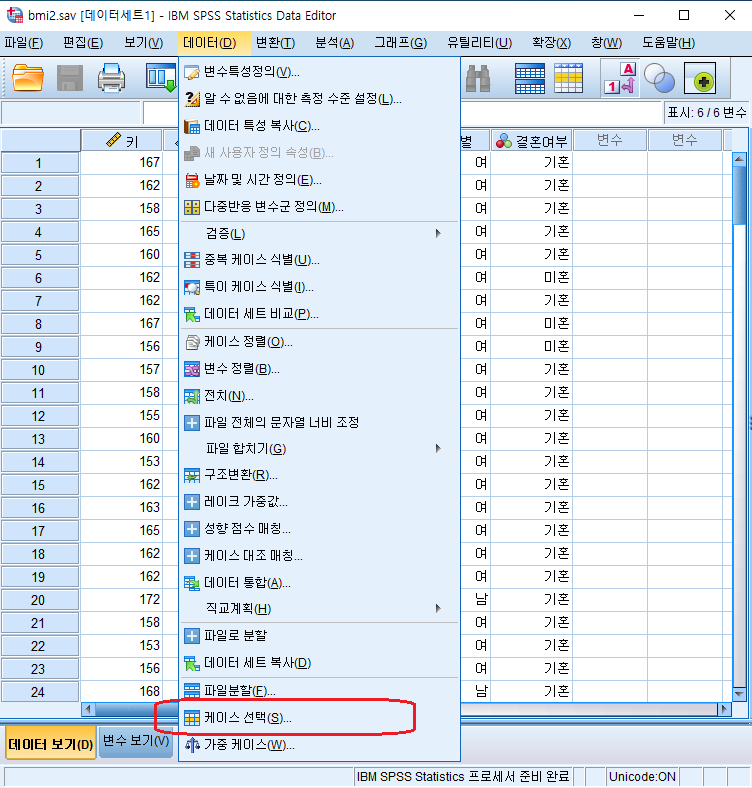 bmi2.sav [데이터세트1] - IBM SPSS Statistics Data Editor
파일(F) 편집(E) 보기(V) 데이터(D) 변환(T) 분석(A) 그래프(G) 유틸리티(U) 확장(X) 창(W) 도움말(H)
표시: 6 / 6 변수
키 별 결혼여부 변수 변수
변수특성정의(V)...
알 수 없음에 대한 측정 수준 설정(L)...
데이터 특성 복사(C)...
새 사용자 정의 속성(B)...
날짜 및 시간 정의(E)...
다중반응 변수군 정의(M)...
검증(L)
중복 케이스 식별(U)...
특이 케이스 식별(I)...
데이터 세트 비교(P)...
케이스 정렬(O)...
변수 정렬(B)...
전치(N)...
파일 전체의 문자열 너비 조정
파일 합치기(G)
구조변환(R)...
레이크 가중값...
성향 점수 매칭...
케이스 대조 매칭...
데이터 통합(A)...
직교계획(H)
파일로 분할
데이터 세트 복사(D)
파일분할(F)...
케이스 선택(S)...
가중 케이스(W)...
1 167 여 기혼
2 162 여 기혼
3 158 여 기혼
4 165 여 기혼
5 160 여 기혼
6 162 여 미혼
7 162 여 기혼
8 167 여 미혼
9 156 여 미혼
10 157 여 기혼
11 158 여 기혼
12 155 여 기혼
13 160 여 기혼
14 153 여 기혼
15 162 여 기혼
16 163 여 기혼
17 165 여 기혼
18 162 여 기혼
19 162 여 기혼
20 172 남 기혼
21 158 여 기혼
22 153 여 기혼
23 156 여 기혼
24 168 남 기혼
데이터 보기(D) 변수 보기(V)
IBM SPSS Statistics 프로세서 준비 완료 Unicode:ON